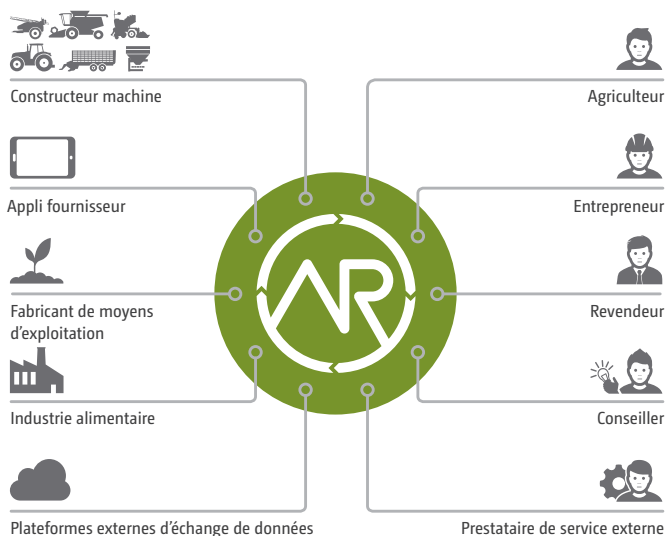 Constructeur machine
Agriculteur
Appli fournisseur
Entrepreneur
AR
Fabricant de moyens
d'exploitation
Revendeur
Industrie alimentaire
Conseiller
Plateformes externes d'échange de données
Prestataire de service externe